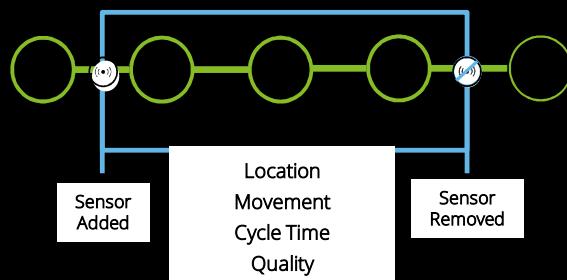 Sensor
Added
Location
Movement
Cycle Time
Quality
Sensor
Removed